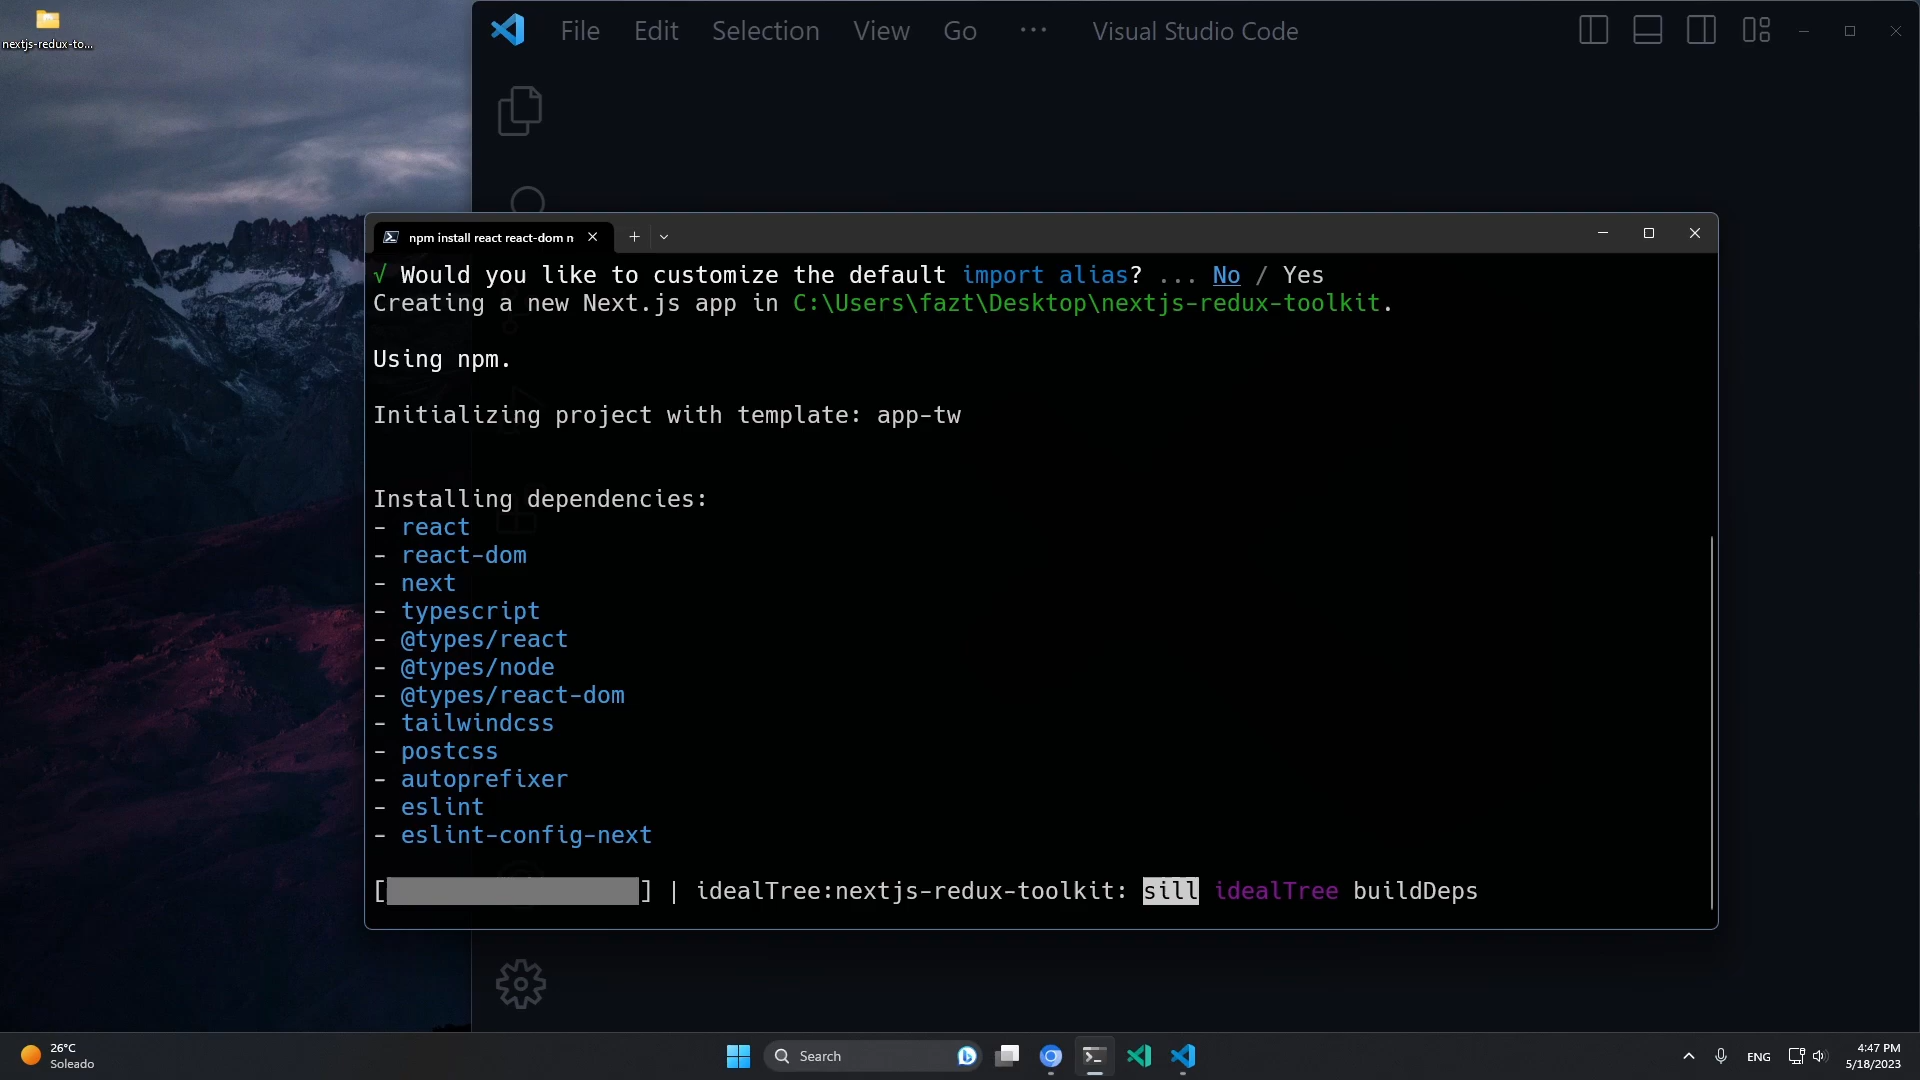 nextjs-redux-to...
File Edit Selection View Go ... Visual Studio Code
npm install react react-dom n
√ Would you like to customize the default import alias? ... No / Yes
Creating a new Next.js app in C:\Users\fazt\Desktop\nextjs-redux-toolkit.
Using npm.
Initializing project with template: app-tw
Installing dependencies:
- react
- react-dom
- next
- typescript
- @types/react
- @types/node
- @types/react-dom
- tailwindcss
- postcss
- autoprefixer
- eslint
- eslint-config-next
[                  ] | idealTree:nextjs-redux-toolkit: sill idealTree buildDeps
26°C
Soleado
Search
ENG
4:47 PM
5/18/2023